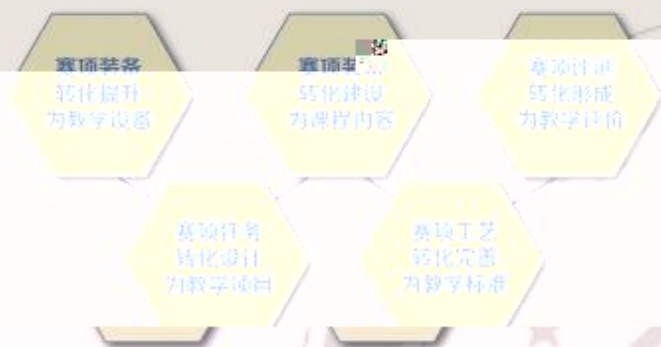 赛项装备
转化提升
为教学设备
赛项
转化建设
为课程内容
赛项评
转化形成
为教学评价
赛项任务
转化设计
为教学项目
赛项工艺
转化完善
为教学标准